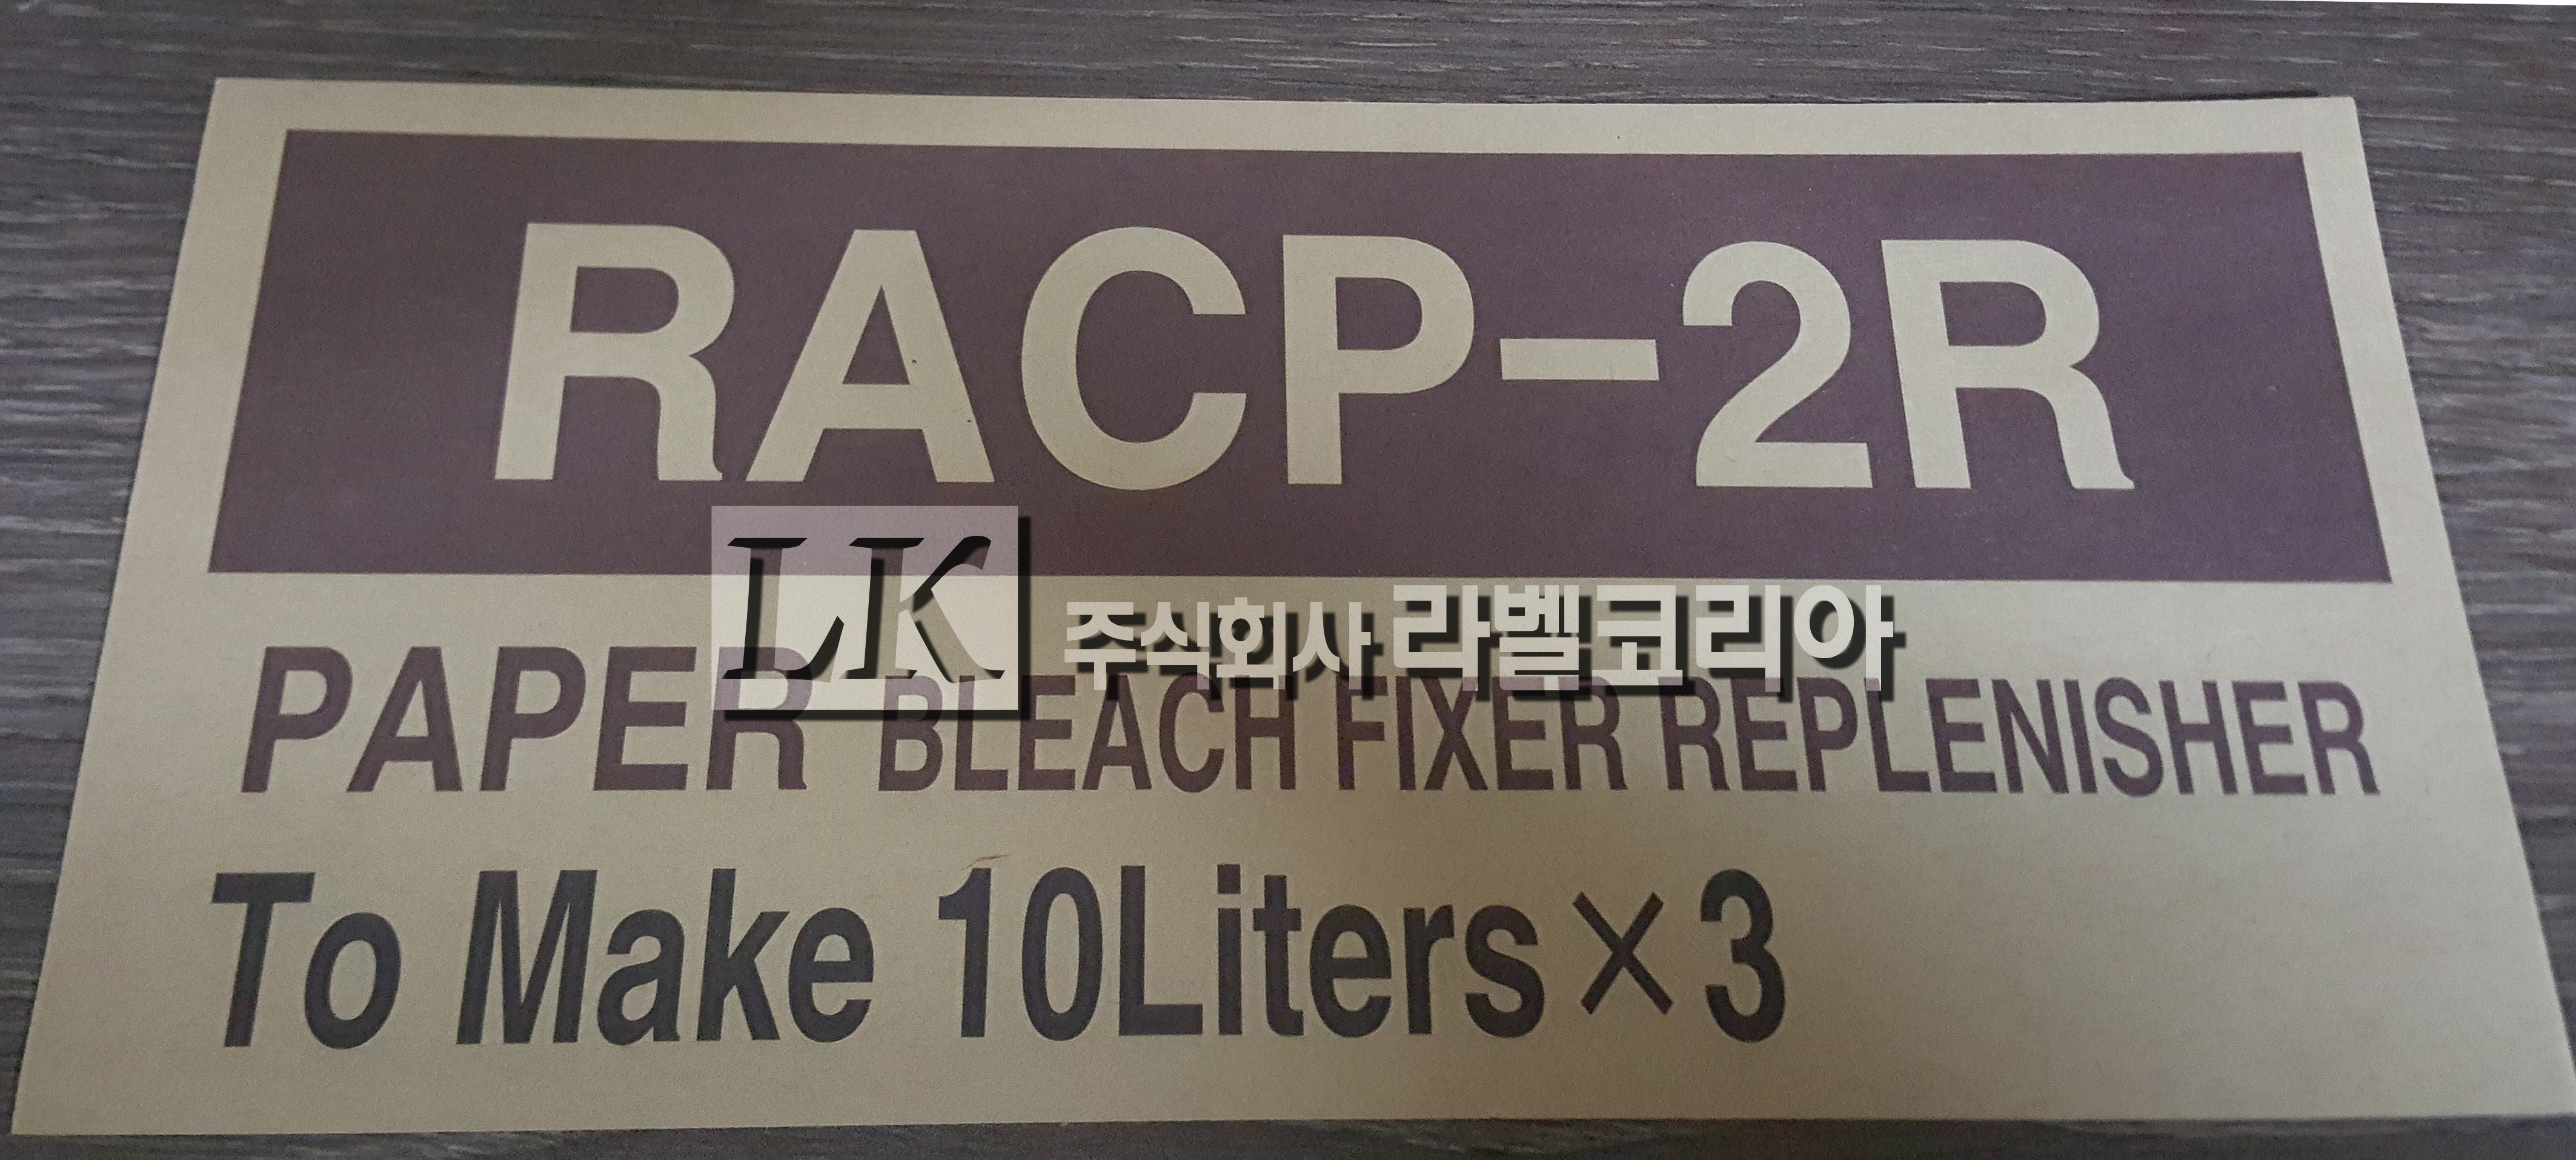 RACP-2R
LK 주식회사 라벨코리아
PAPER BLEACH FIXER REPLENISHER
To Make 10Liters×3